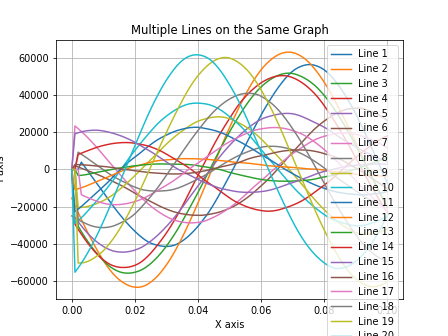 Multiple Lines on the Same Graph
60000
40000
20000
0
−20000
−40000
−60000
0.00
0.02
0.04
0.06
X axis
Line 1
Line 2
Line 3
Line 4
Line 5
Line 6
Line 7
Line 8
Line 9
Line 10
Line 11
Line 12
Line 13
Line 14
Line 15
Line 16
Line 17
Line 18
Line 19